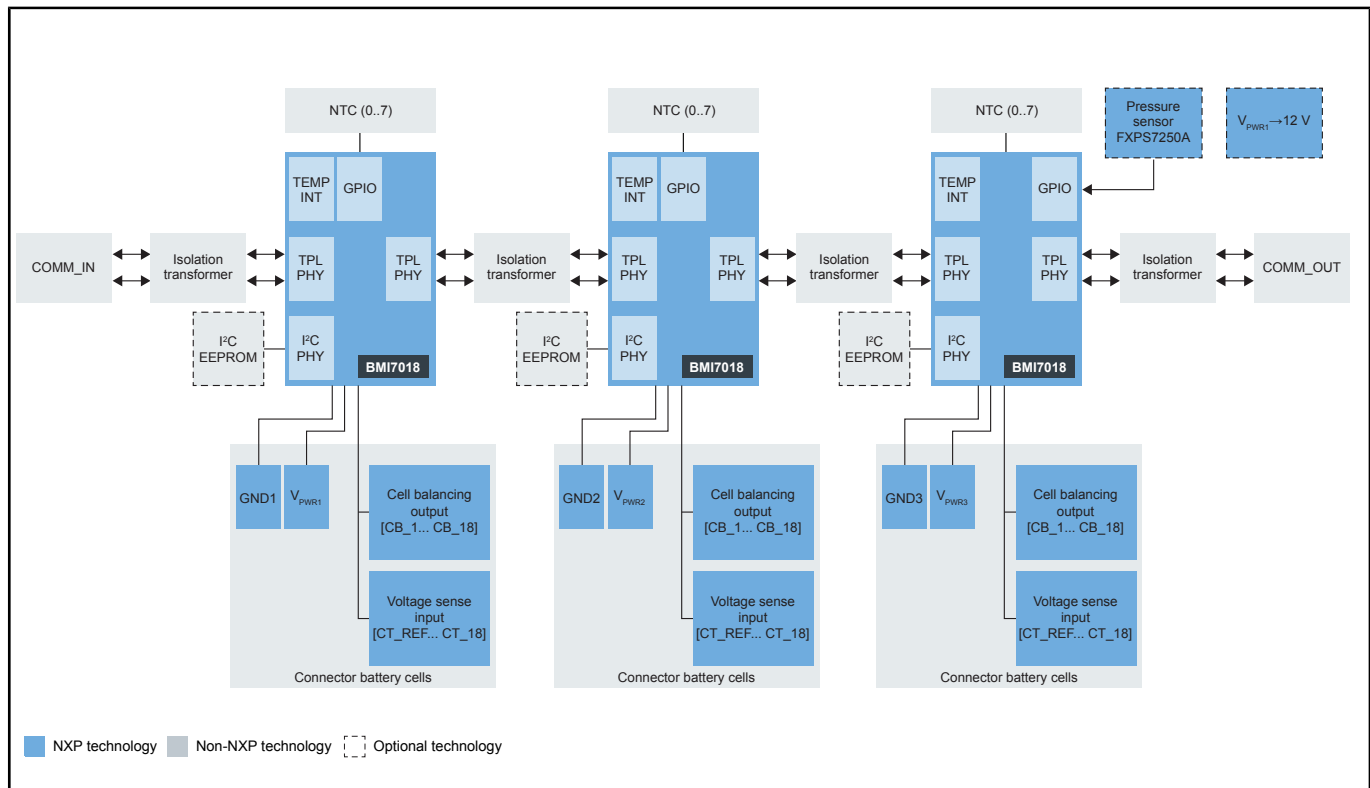 NTC (0..7)
NTC (0..7)
NTC (0..7)
Pressure
sensor
FXPS7250A
VPWR1→12 V
TEMP
INT
GPIO
TEMP
INT
GPIO
TEMP
INT
GPIO
COMM_IN
Isolation
transformer
TPL
PHY
TPL
PHY
Isolation
transformer
TPL
PHY
TPL
PHY
Isolation
transformer
TPL
PHY
TPL
PHY
Isolation
transformer
COMM_OUT
I²C
EEPROM
I²C
PHY
BMI7018
I²C
EEPROM
I²C
PHY
BMI7018
I²C
EEPROM
I²C
PHY
BMI7018
GND1
VPWR1
Cell balancing
output
[CB_1... CB_18]
Voltage sense
input
[CT_REF... CT_18]
Connector battery cells
GND2
VPWR2
Cell balancing
output
[CB_1... CB_18]
Voltage sense
input
[CT_REF... CT_18]
Connector battery cells
GND3
VPWR3
Cell balancing
output
[CB_1... CB_18]
Voltage sense
input
[CT_REF... CT_18]
Connector battery cells
NXP technology
Non-NXP technology
Optional technology